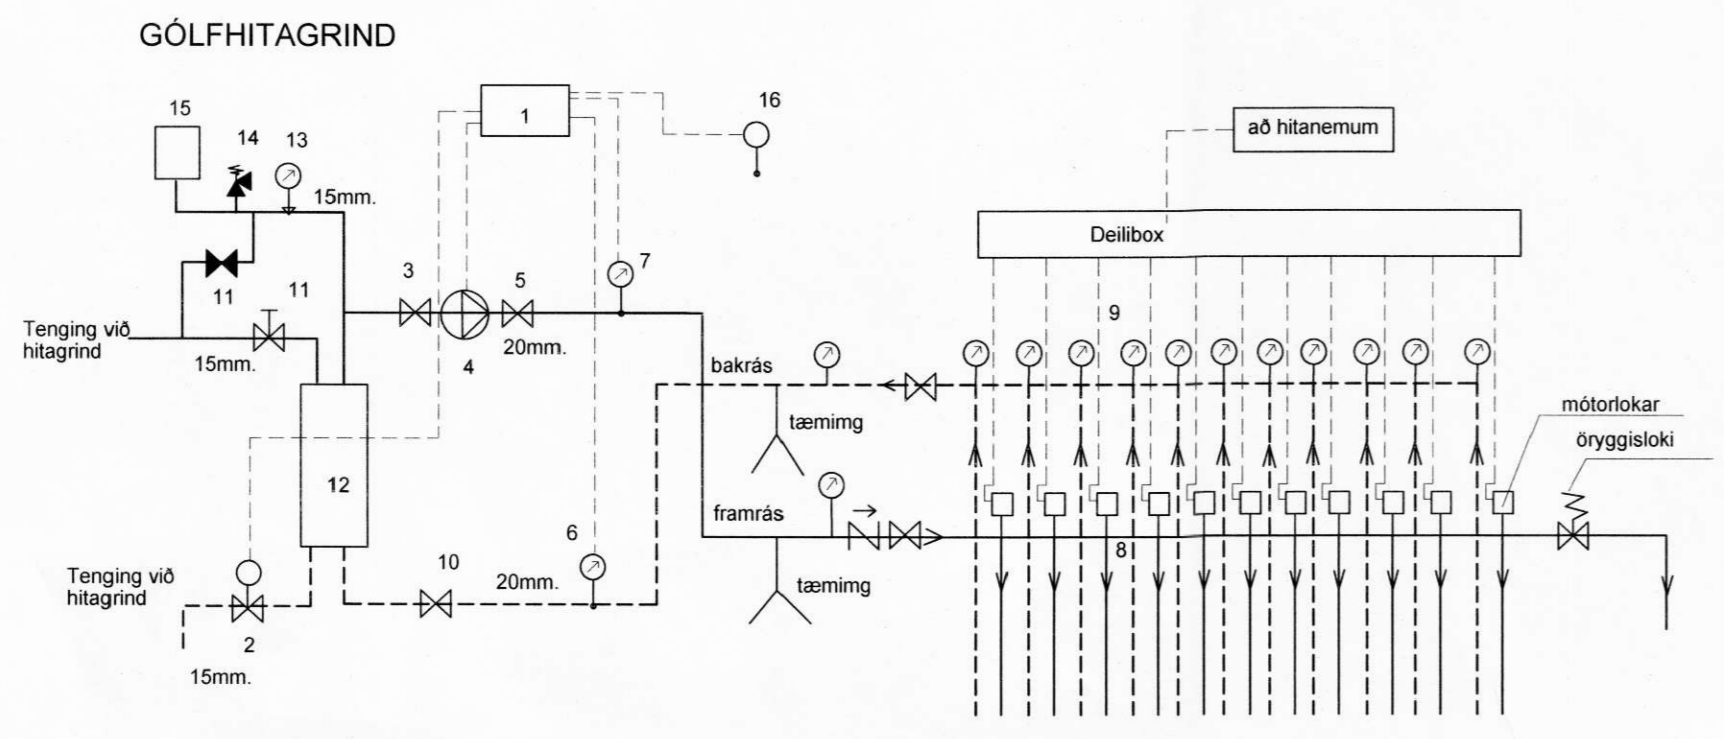 GÓLFHITAGRIND
15
14
13
1
16
að hitanemum
15mm.
Deilibox
3
5
7
11
11
9
Tenging við
hitagrind
15mm.
20mm.
4
bakrás
mótorlokar
tæmimg
öryggisloki
12
framrás
6
8
10
Tenging við
hitagrind
20mm.
tæmimg
2
15mm.